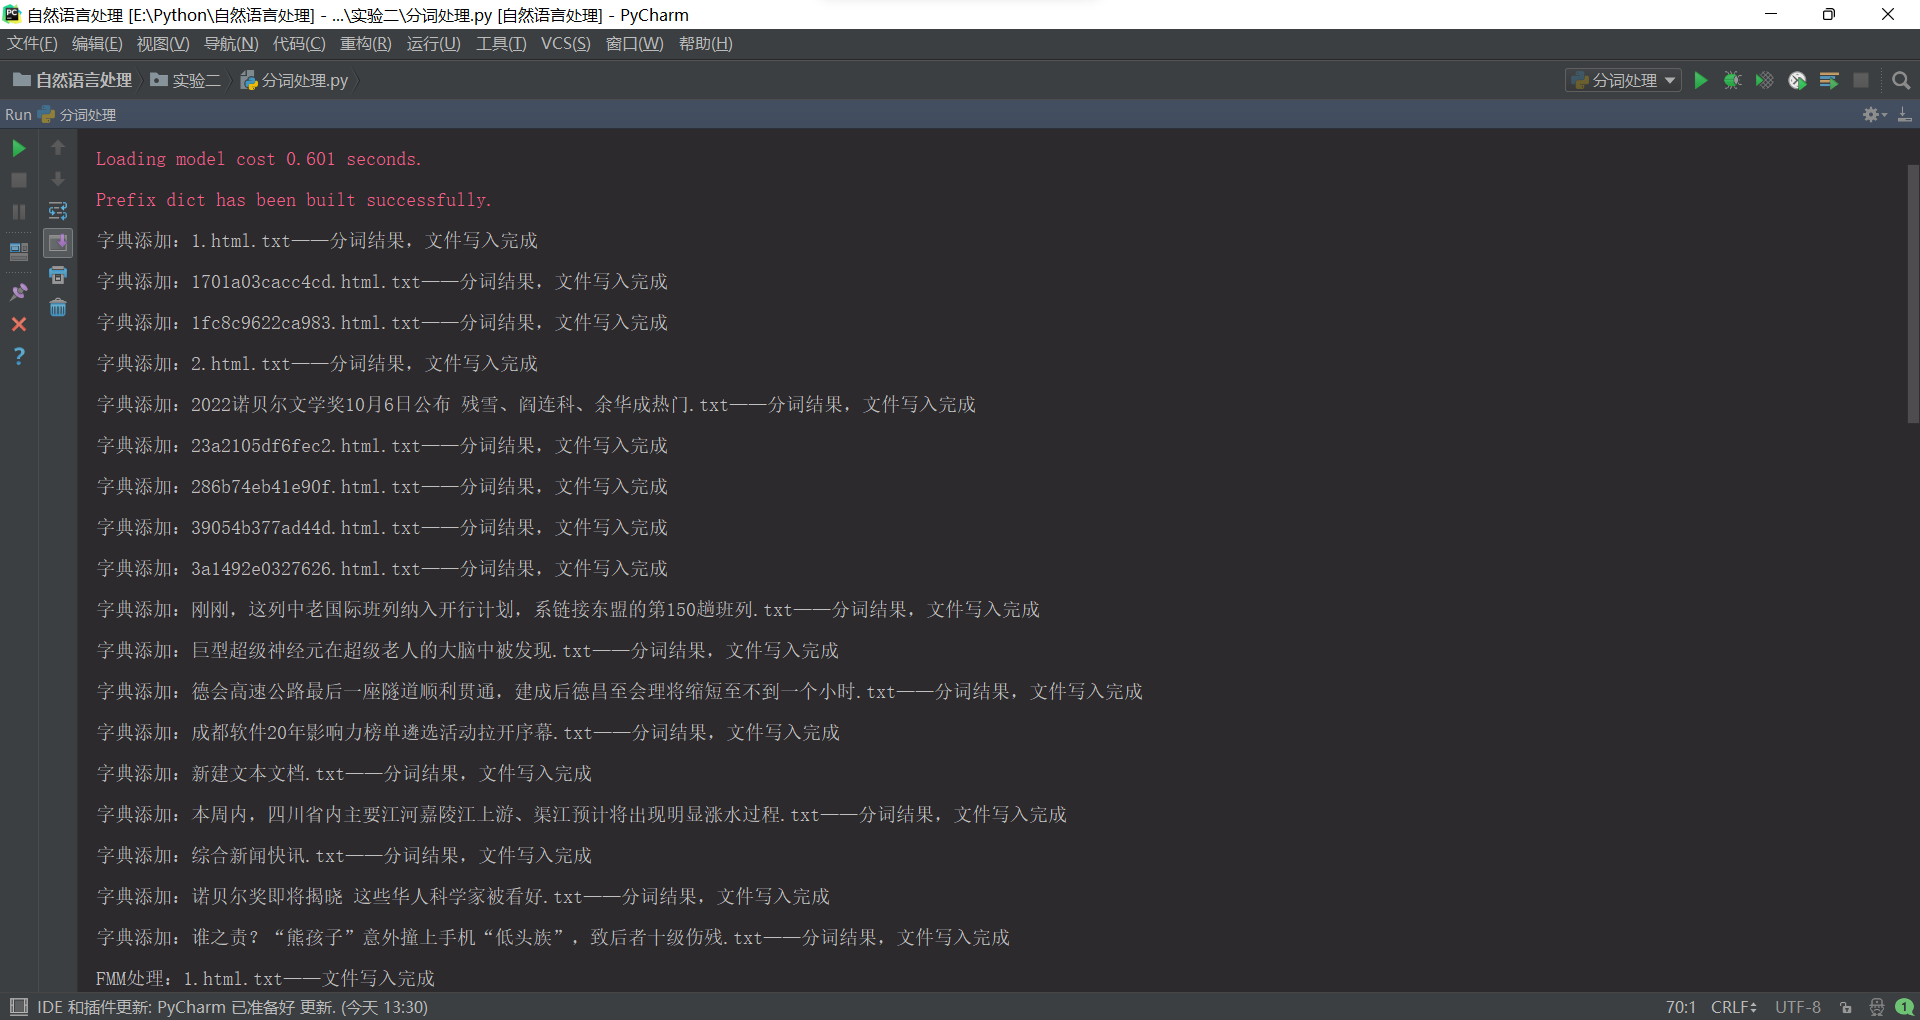 自然语言处理 [E:\Python\自然语言处理] - ...\实验二\分词处理.py [自然语言处理] - PyCharm
文件(F) 编辑(E) 视图(V) 导航(N) 代码(C) 重构(R) 运行(U) 工具(T) VCS(S) 窗口(W) 帮助(H)
自然语言处理 实验二 分词处理.py 分词处理
Run 分词处理
Loading model cost 0.601 seconds.
Prefix dict has been built successfully.
字典添加：1.html.txt——分词结果，文件写入完成
字典添加：1701a03cacc4cd.html.txt——分词结果，文件写入完成
字典添加：1fc8c9622ca983.html.txt——分词结果，文件写入完成
字典添加：2.html.txt——分词结果，文件写入完成
字典添加：2022诺贝尔文学奖10月6日公布 残雪、阎连科、余华成热门.txt——分词结果，文件写入完成
字典添加：23a2105df6fec2.html.txt——分词结果，文件写入完成
字典添加：286b74eb41e90f.html.txt——分词结果，文件写入完成
字典添加：39054b377ad44d.html.txt——分词结果，文件写入完成
字典添加：3a1492e0327626.html.txt——分词结果，文件写入完成
字典添加：刚刚，这列中老国际班列纳入开行计划，系链接东盟的第150趟班列.txt——分词结果，文件写入完成
字典添加：巨型超级神经元在超级老人的大脑中被发现.txt——分词结果，文件写入完成
字典添加：德会高速公路最后一座隧道顺利贯通，建成后德昌至会理将缩短至不到一个小时.txt——分词结果，文件写入完成
字典添加：成都软件20年影响力榜单遴选活动拉开序幕.txt——分词结果，文件写入完成
字典添加：新建文本文档.txt——分词结果，文件写入完成
字典添加：本周内，四川省内主要江河嘉陵江上游、渠江预计将出现明显涨水过程.txt——分词结果，文件写入完成
字典添加：综合新闻快讯.txt——分词结果，文件写入完成
字典添加：诺贝尔奖即将揭晓 这些华人科学家被看好.txt——分词结果，文件写入完成
字典添加：谁之责？“熊孩子”意外撞上手机“低头族”，致后者十级伤残.txt——分词结果，文件写入完成
FMM处理：1.html.txt——文件写入完成
IDE 和插件更新: PyCharm 已准备好 更新. (今天 13:30) 70:1 CRLF UTF-8 1